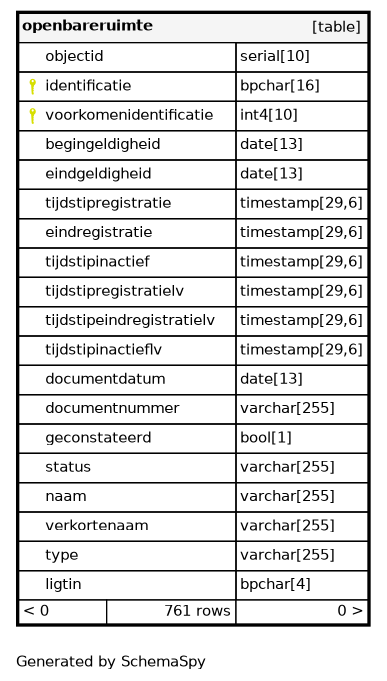 openbareruimte [table]
objectid serial[10]
identificatie bpchar[16]
voorkomenidentificatie int4[10]
begingeldigheid date[13]
eindgeldigheid date[13]
tijdstipregistratie timestamp[29,6]
eindregistratie timestamp[29,6]
tijdstipinactief timestamp[29,6]
tijdstipregistratielv timestamp[29,6]
tijdstipeindregistratielv timestamp[29,6]
tijdstipinactieflv timestamp[29,6]
documentdatum date[13]
documentnummer varchar[255]
geconstateerd bool[1]
status varchar[255]
naam varchar[255]
verkortenaam varchar[255]
type varchar[255]
ligtin bpchar[4]
< 0 761 rows 0 >
Generated by SchemaSpy